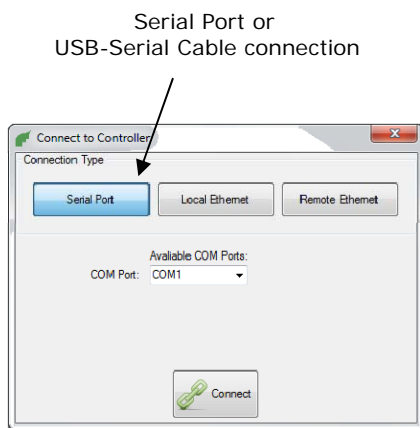 Serial Port or
USB-Serial Cable connection
Connect to Controller
x
Connection Type
Serial Port Local Ethernet Remote Ethernet
Avaliable COM Ports:
COM Port: COM1
Connect